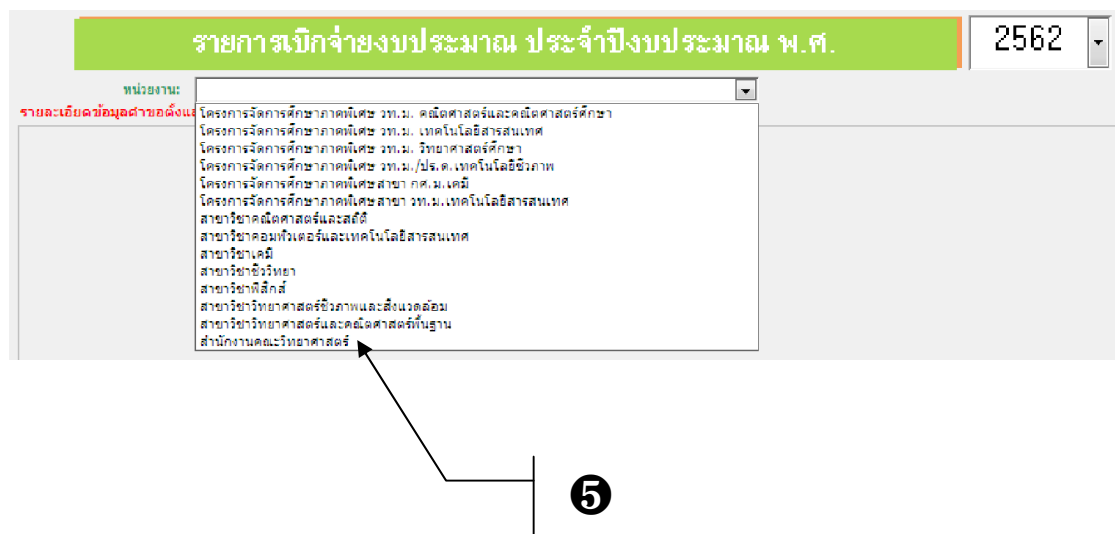 รายการเบิกจ่ายงบประมาณ ประจำปีงบประมาณ พ.ศ. 2562
หน่วยงาน:
รายละเอียดข้อมูลคำขอตั้งแ
โครงการจัดการศึกษาภาคพิเศษ วท.ม. คณิตศาสตร์และคณิตศาสตร์ศึกษา
โครงการจัดการศึกษาภาคพิเศษ วท.ม. เทคโนโลยีสารสนเทศ
โครงการจัดการศึกษาภาคพิเศษ วท.ม. วิทยาศาสตร์ศึกษา
โครงการจัดการศึกษาภาคพิเศษ วท.ม./ปร.ด.เทคโนโลยีชีวภาพ
โครงการจัดการศึกษาภาคพิเศษสาขา กศ.ม.เคมี
โครงการจัดการศึกษาภาคพิเศษสาขา วท.ม.เทคโนโลยีสารสนเทศ
สาขาวิชาคณิตศาสตร์และสถิติ
สาขาวิชาคอมพิวเตอร์และเทคโนโลยีสารสนเทศ
สาขาวิชาเคมี
สาขาวิชาชีววิทยา
สาขาวิชาฟิสิกส์
สาขาวิชาวิทยาศาสตร์ชีวภาพและสิ่งแวดล้อม
สาขาวิชาวิทยาศาสตร์และคณิตศาสตร์พื้นฐาน
สำนักงานคณะวิทยาศาสตร์
❺